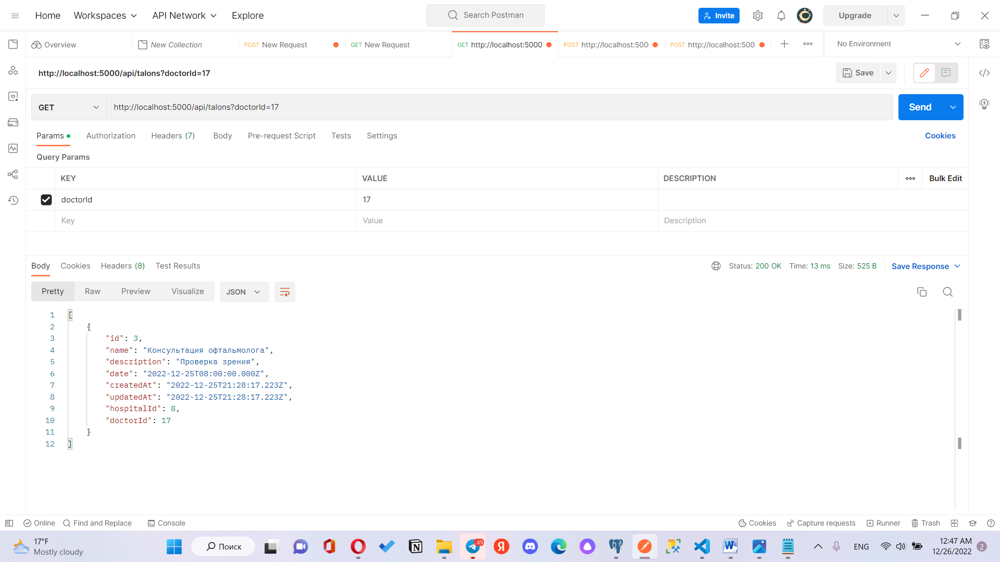 Home Workspaces API Network Explore Search Postman Invite Upgrade
Overview New Collection POST New Request GET New Request GET http://localhost:5000 POST http://localhost:500 POST http://localhost:500 No Environment
http://localhost:5000/api/talons?doctorId=17 Save
GET http://localhost:5000/api/talons?doctorId=17 Send
Params Authorization Headers (7) Body Pre-request Script Tests Settings Cookies
Query Params
KEY VALUE DESCRIPTION Bulk Edit
doctorId 17
Key Value Description
Body Cookies Headers (8) Test Results Status: 200 OK Time: 13 ms Size: 525 B Save Response
Pretty Raw Preview Visualize JSON
1 [
2 {
3 "id": 3,
4 "name": "Консультация офтальмолога",
5 "description": "Проверка зрения",
6 "date": "2022-12-25T08:00:00.000Z",
7 "createdAt": "2022-12-25T21:28:17.223Z",
8 "updatedAt": "2022-12-25T21:28:17.223Z",
9 "hospitalId": 8,
10 "doctorId": 17
11 }
12 ]
Online Find and Replace Console Cookies Capture requests Runner Trash
17°F
Mostly cloudy
Поиск
..65
ENG
12:47 AM
12/26/2022
2